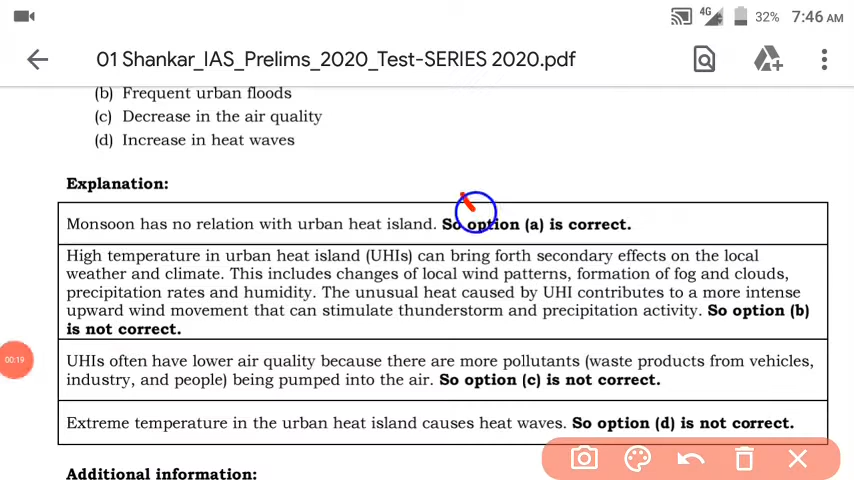 4G 32% 7:46 AM
01 Shankar_IAS_Prelims_2020_Test-SERIES 2020.pdf
(b) Frequent urban floods
(c) Decrease in the air quality
(d) Increase in heat waves
Explanation:
Monsoon has no relation with urban heat island. So option (a) is correct.
High temperature in urban heat island (UHIs) can bring forth secondary effects on the local
weather and climate. This includes changes of local wind patterns, formation of fog and clouds,
precipitation rates and humidity. The unusual heat caused by UHI contributes to a more intense
upward wind movement that can stimulate thunderstorm and precipitation activity. So option (b)
is not correct.
UHIs often have lower air quality because there are more pollutants (waste products from vehicles,
industry, and people) being pumped into the air. So option (c) is not correct.
Extreme temperature in the urban heat island causes heat waves. So option (d) is not correct.
00:19
Additional information: